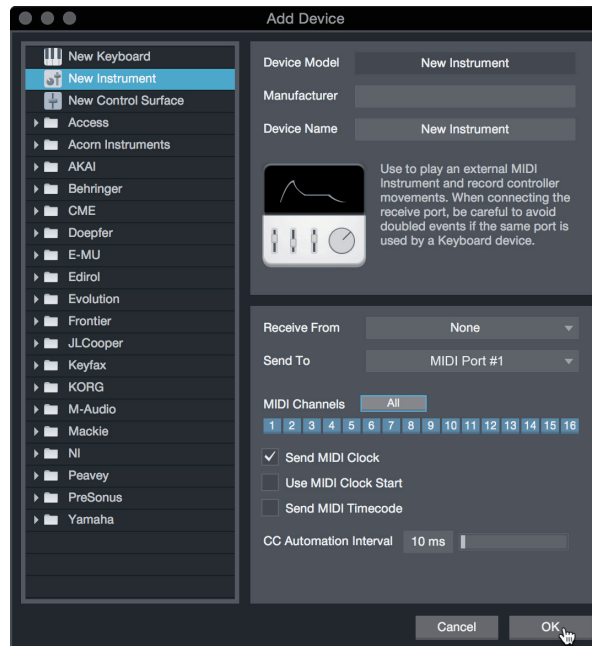 Add Device
New Keyboard
New Instrument
New Control Surface
Access
Acorn Instruments
AKAI
Behringer
CME
Doepfer
E-MU
Edirol
Evolution
Frontier
JLCooper
Keyfax
KORG
M-Audio
Mackie
NI
Peavey
PreSonus
Yamaha
Device Model New Instrument
Manufacturer
Device Name New Instrument
Use to play an external MIDI
Instrument and record controller
movements. When connecting the
receive port, be careful to avoid
doubled events if the same port is
used by a Keyboard device.
Receive From None
Send To MIDI Port #1
MIDI Channels All
1 2 3 4 5 6 7 8 9 10 11 12 13 14 15 16
Send MIDI Clock
Use MIDI Clock Start
Send MIDI Timecode
CC Automation Interval 10 ms
Cancel OK